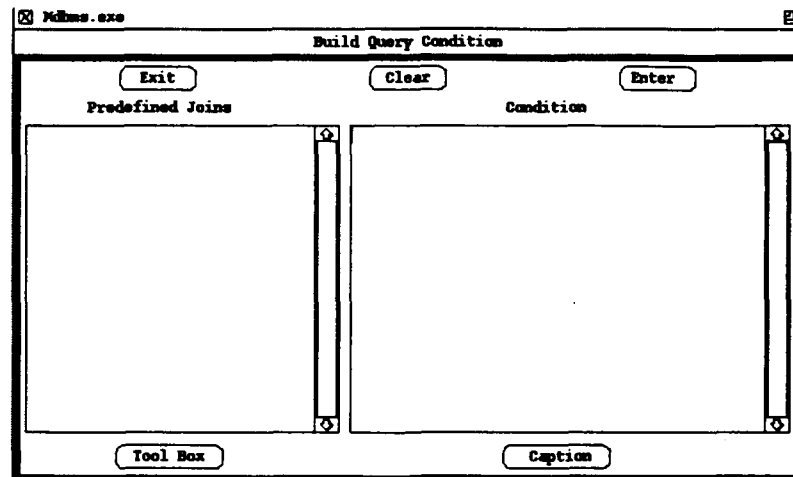 Mdbms.exe
Build Query Condition
Exit Clear Enter
Predefined Joins Condition
Tool Box Caption